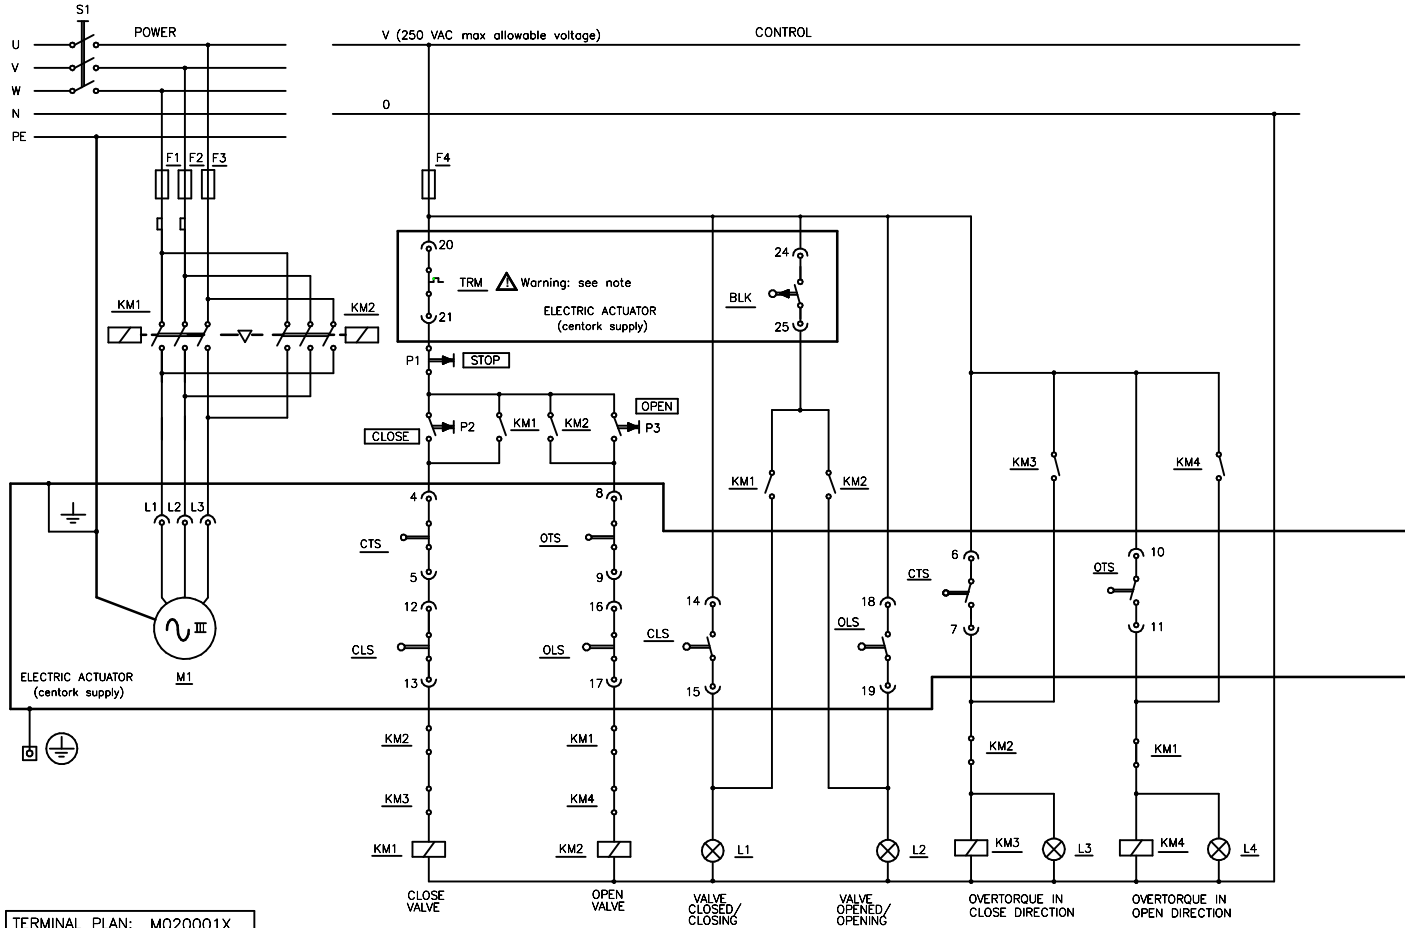 S1
POWER
V (250 VAC max allowable voltage)
CONTROL
U
V
W
N
O
PE
F1
F2
F3
F4
20
24
TRM
Warning: see note
BLK
ELECTRIC ACTUATOR
(centork supply)
21
25
KM1
KM2
P1
STOP
OPEN
CLOSE
P2
KM1
KM2
P3
KM3
KM4
KM1
KM2
L1
L2
L3
4
8
CTS
OTS
5
9
6
10
CTS
OTS
12
16
14
18
7
11
CLS
OLS
CLS
OLS
III
13
17
15
19
ELECTRIC ACTUATOR
(centork supply)
M1
KM2
KM1
KM2
KM1
KM3
KM4
KM1
KM2
L1
L2
KM3
L3
KM4
L4
CLOSE
VALVE
OPEN
VALVE
VALVE
CLOSED/
CLOSING
VALVE
OPENED/
OPENING
OVERTORQUE IN
CLOSE DIRECTION
OVERTORQUE IN
OPEN DIRECTION
TERMINAL PLAN: M020001X